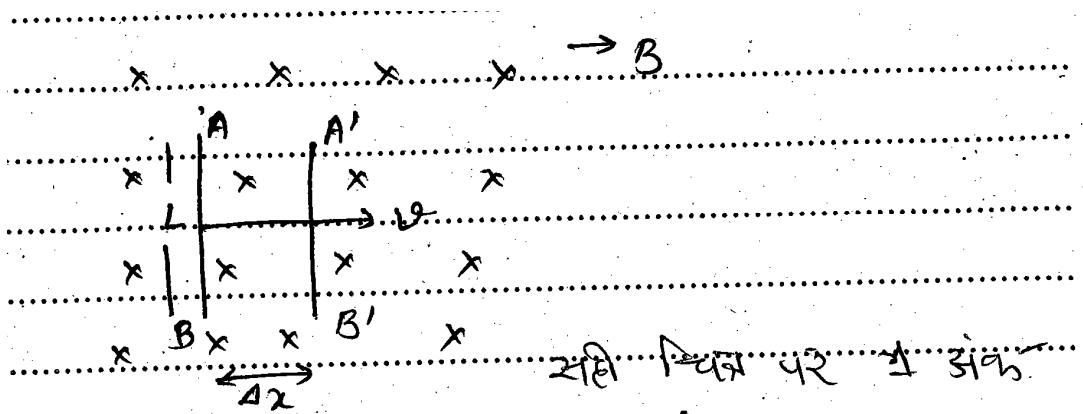 x x x x → B
A A'
x x x x
L v
x x x x
B B'
x x x x
Δx
सही चित्र पर 1 अंक